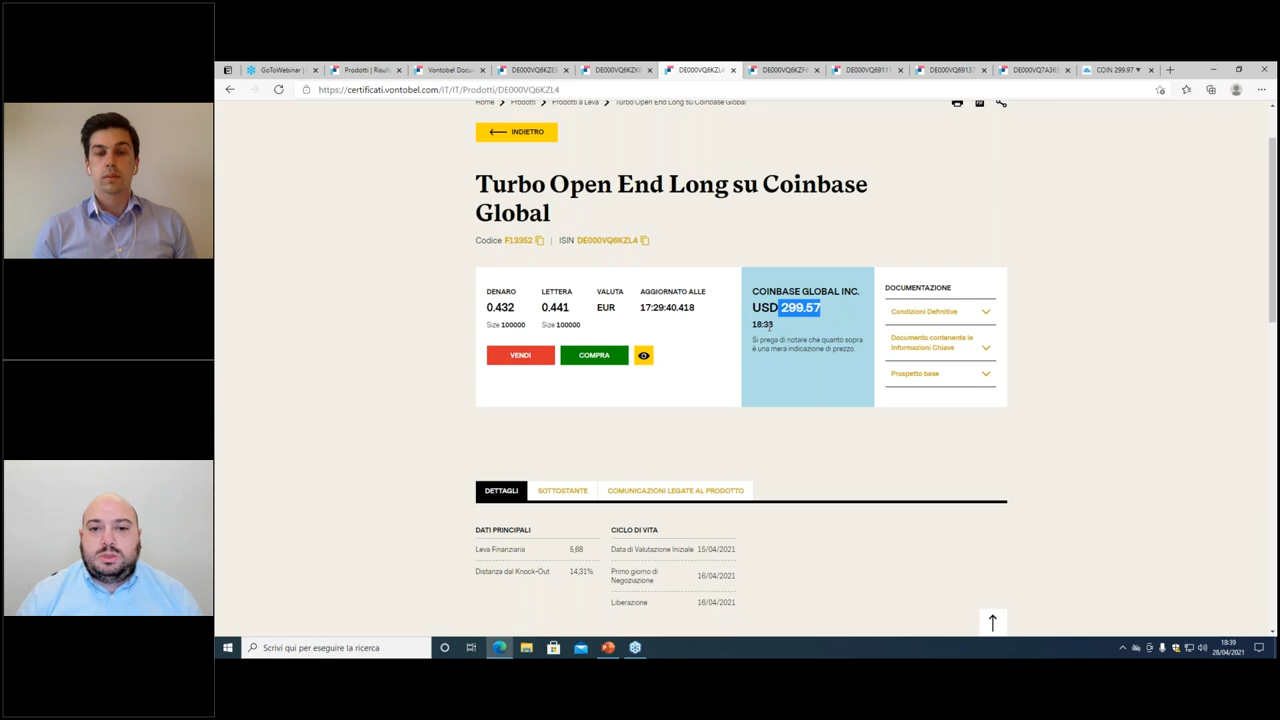 GoToWebinar |
Prodotti | Risult
Vontobel Docu
DE000VQ6KZE
DE000VQ6KZK
DE000VQ6KZL4
DE000VQ6KZF6
DE000VQ6911
DE000VQ69137
DE000VQ7A36
COIN 299.97 ▼
https://certificati.vontobel.com/IT/IT/Prodotti/DE000VQ6KZL4
Home > Prodotti > Prodotti a Leva > Turbo Open End Long su Coinbase Global
INDIETRO
Turbo Open End Long su Coinbase
Global
Codice F13352 | ISIN DE000VQ6KZL4
DENARO LETTERA VALUTA AGGIORNATO ALLE
0.432 0.441 EUR 17:29:40.418
Size 100000 Size 100000
VENDI COMPRA
COINBASE GLOBAL INC.
USD 299.57
18:33
Si prega di notare che quanto sopra
è una mera indicazione di prezzo.
DOCUMENTAZIONE
Condizioni Definitive
Documento contenente le
Informazioni Chiave
Prospetto base
DETTAGLI SOTTOSTANTE COMUNICAZIONI LEGATE AL PRODOTTO
DATI PRINCIPALI
Leva Finanziaria 5,68
Distanza dal Knock-Out 14,31%
CICLO DI VITA
Data di Valutazione Iniziale 15/04/2021
Primo giorno di
Negoziazione 16/04/2021
Liberazione 16/04/2021
Scrivi qui per eseguire la ricerca
18:39
28/04/2021